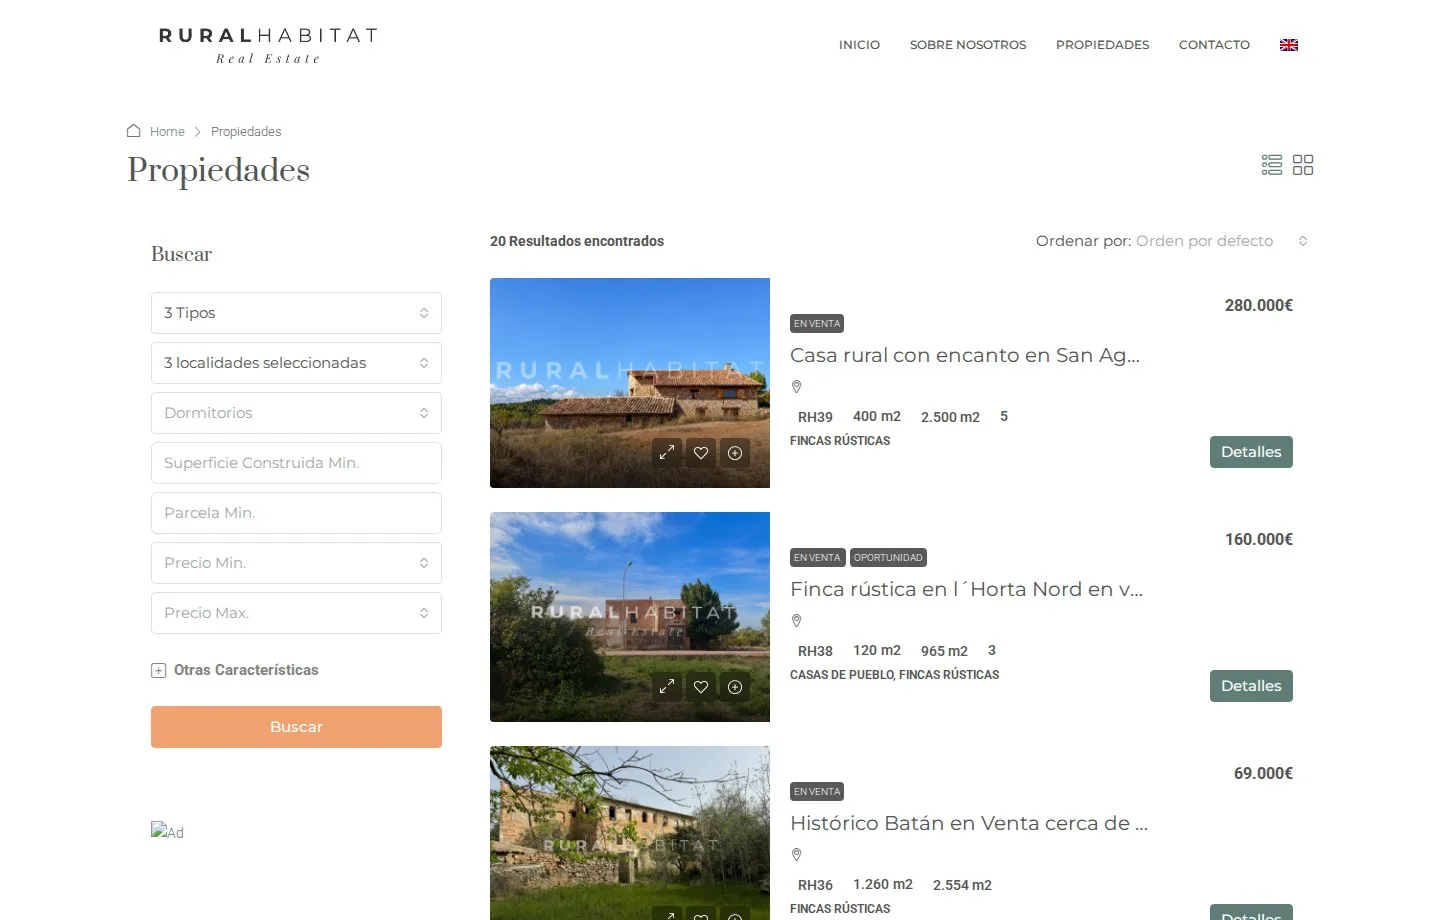 RURALHABITAT
Real Estate
INICIO
SOBRE NOSOTROS
PROPIEDADES
CONTACTO
Home
Propiedades
Propiedades
Buscar
3 Tipos
3 localidades seleccionadas
Dormitorios
Superficie Construida Min.
Parcela Min.
Precio Min.
Precio Max.
Otras Características
Buscar
Ad
20 Resultados encontrados
Ordenar por: Orden por defecto
RURALHABITAT
280.000€
EN VENTA
Casa rural con encanto en San Ag...
RH39 400 m2 2.500 m2 5
FINCAS RÚSTICAS
Detalles
RURALHABITAT
Real Estate
160.000€
EN VENTA OPORTUNIDAD
Finca rústica en l´Horta Nord en v...
RH38 120 m2 965 m2 3
CASAS DE PUEBLO, FINCAS RÚSTICAS
Detalles
RURALHABITAT
69.000€
EN VENTA
Histórico Batán en Venta cerca de ...
RH36 1.260 m2 2.554 m2
FINCAS RÚSTICAS
Detalles